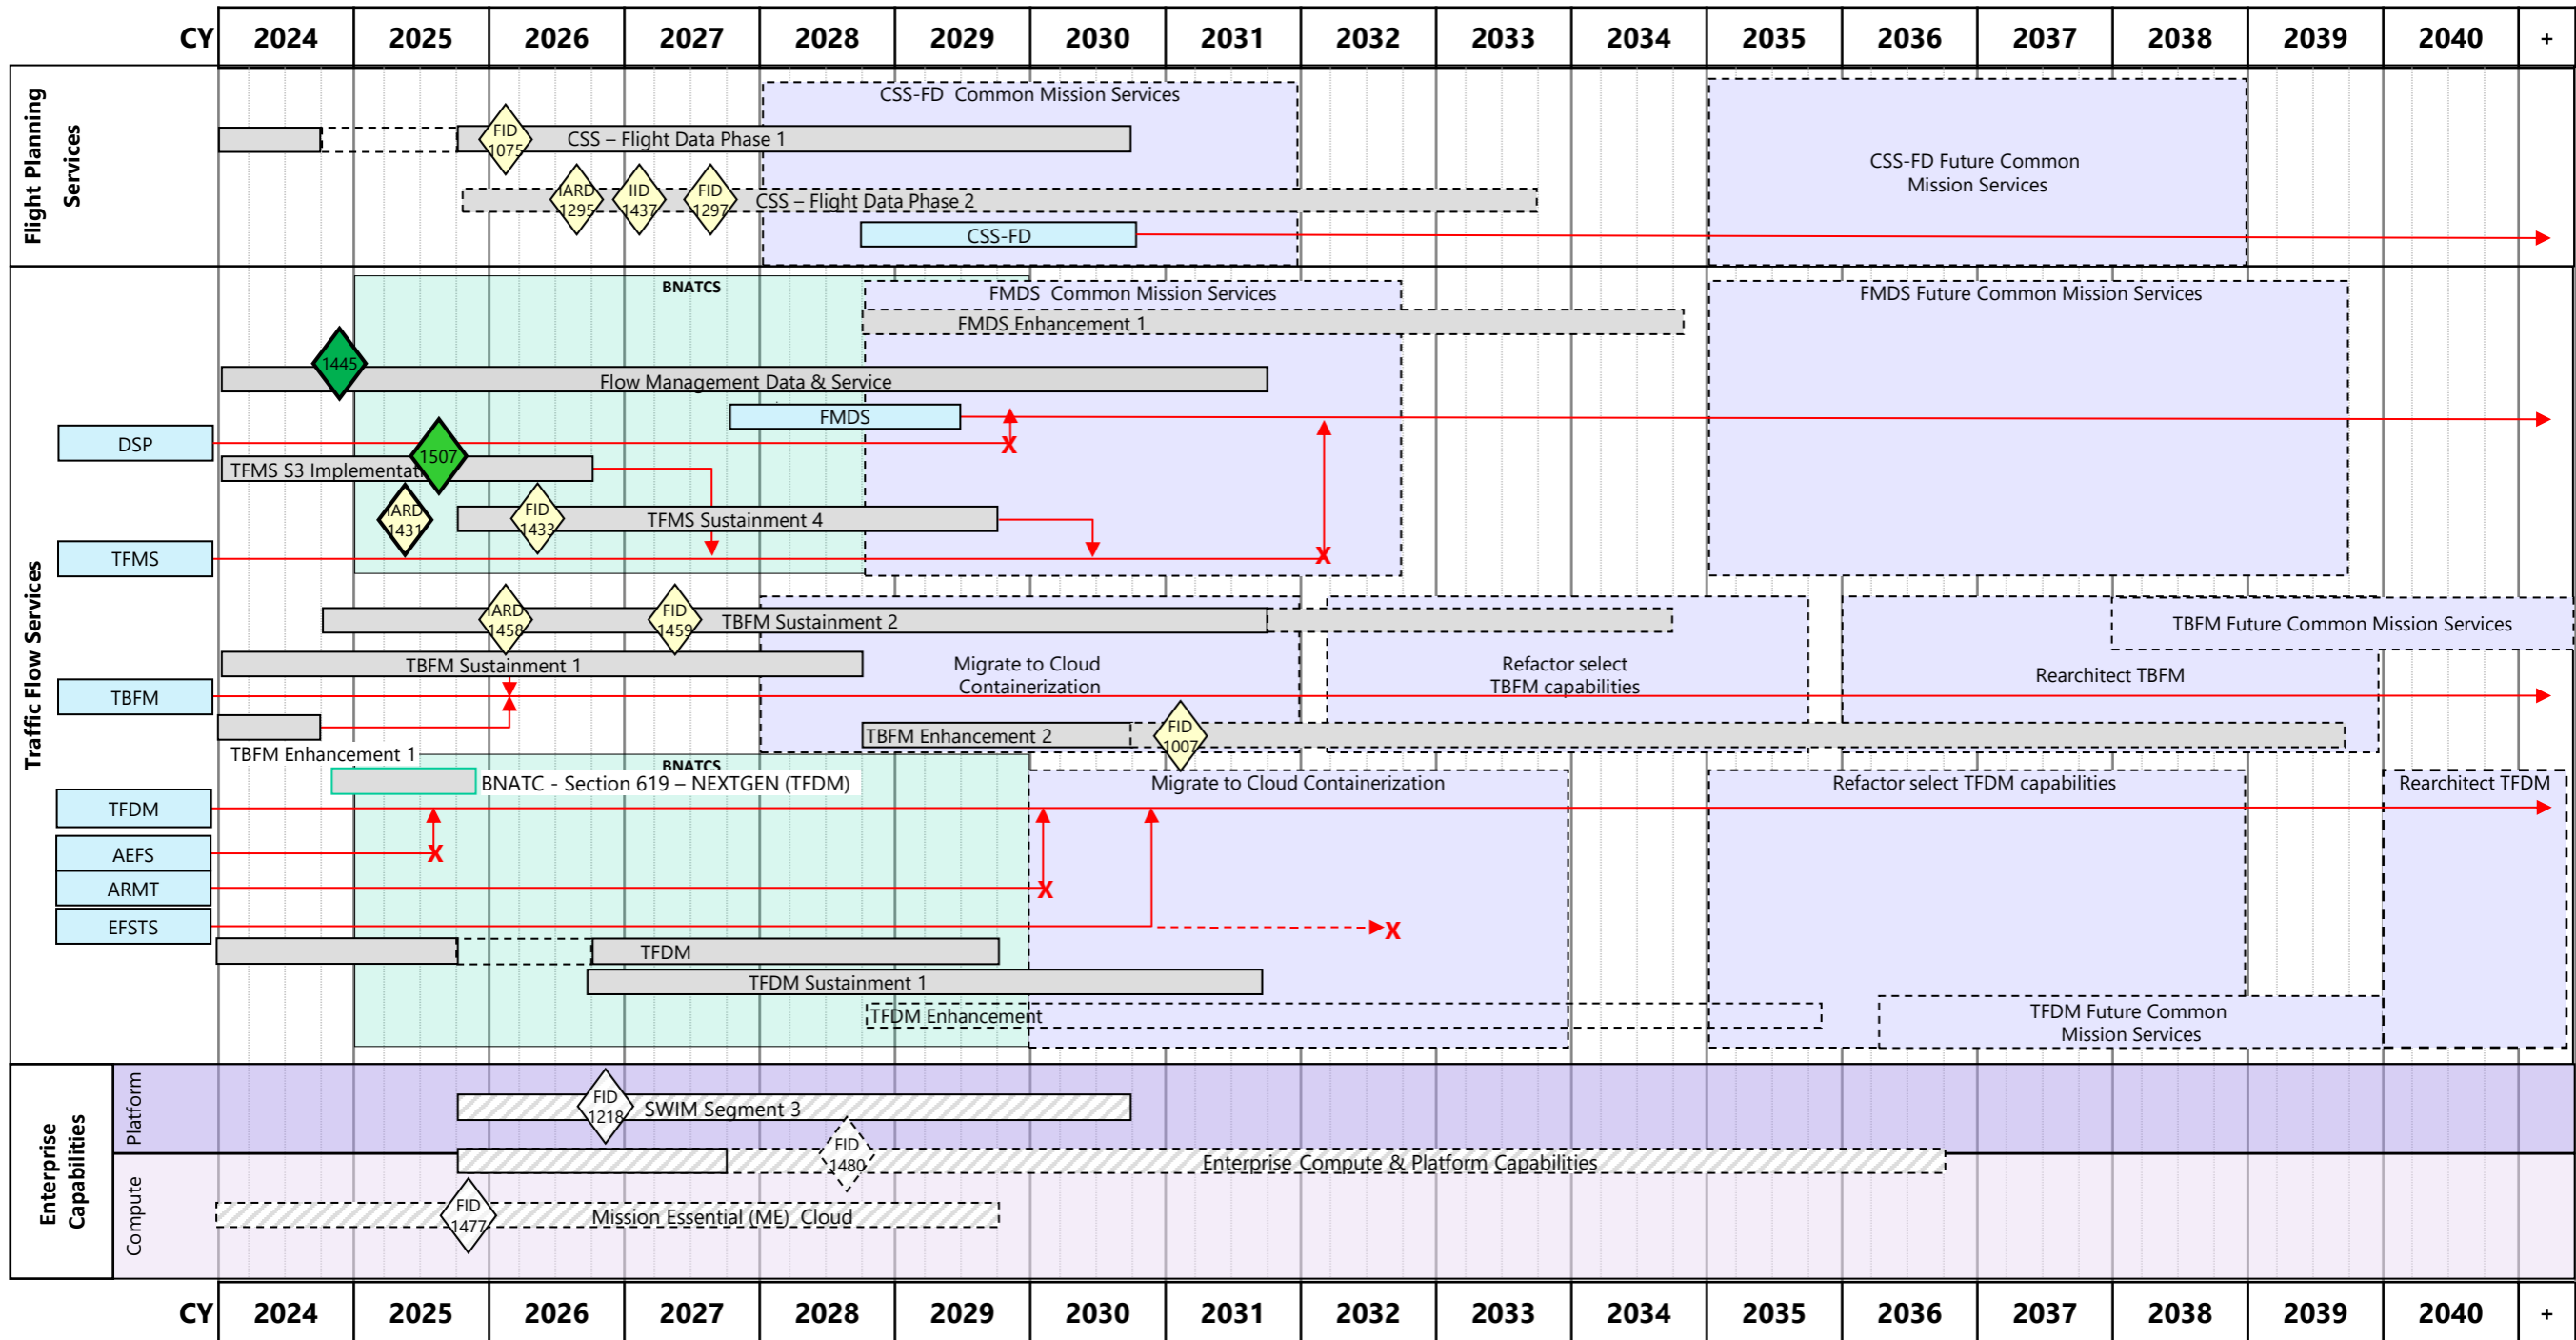 CY 2024 2025 2026 2027 2028 2029 2030 2031 2032 2033 2034 2035 2036 2037 2038 2039 2040 +
Flight Planning
Services
CSS-FD Common Mission Services
FID
1075
CSS – Flight Data Phase 1
CSS-FD Future Common
Mission Services
IARD
1295
IID
1437
FID
1297
CSS – Flight Data Phase 2
CSS-FD
Traffic Flow Services
BNATCS
FMDS Common Mission Services
FMDS Future Common Mission Services
FMDS Enhancement 1
1445
Flow Management Data & Service
FMDS
DSP
X
1507
TFMS S3 Implementati
IARD
1431
FID
1433
TFMS Sustainment 4
TFMS
X
IARD
1458
FID
1459
TBFM Sustainment 2
TBFM Future Common Mission Services
TBFM Sustainment 1
Migrate to Cloud
Containerization
Refactor select
TBFM capabilities
Rearchitect TBFM
TBFM
TBFM Enhancement 2
FID
1007
TBFM Enhancement 1
BNATCS
BNATC - Section 619 – NEXTGEN (TFDM)
Migrate to Cloud Containerization
Refactor select TFDM capabilities
Rearchitect TFDM
TFDM
AEFS
X
ARMT
X
EFSTS
X
TFDM
TFDM Sustainment 1
TFDM Enhancement
TFDM Future Common
Mission Services
Enterprise
Capabilities
Platform
FID
1218
SWIM Segment 3
FID
1480
Enterprise Compute & Platform Capabilities
Compute
FID
1477
Mission Essential (ME) Cloud
CY 2024 2025 2026 2027 2028 2029 2030 2031 2032 2033 2034 2035 2036 2037 2038 2039 2040 +